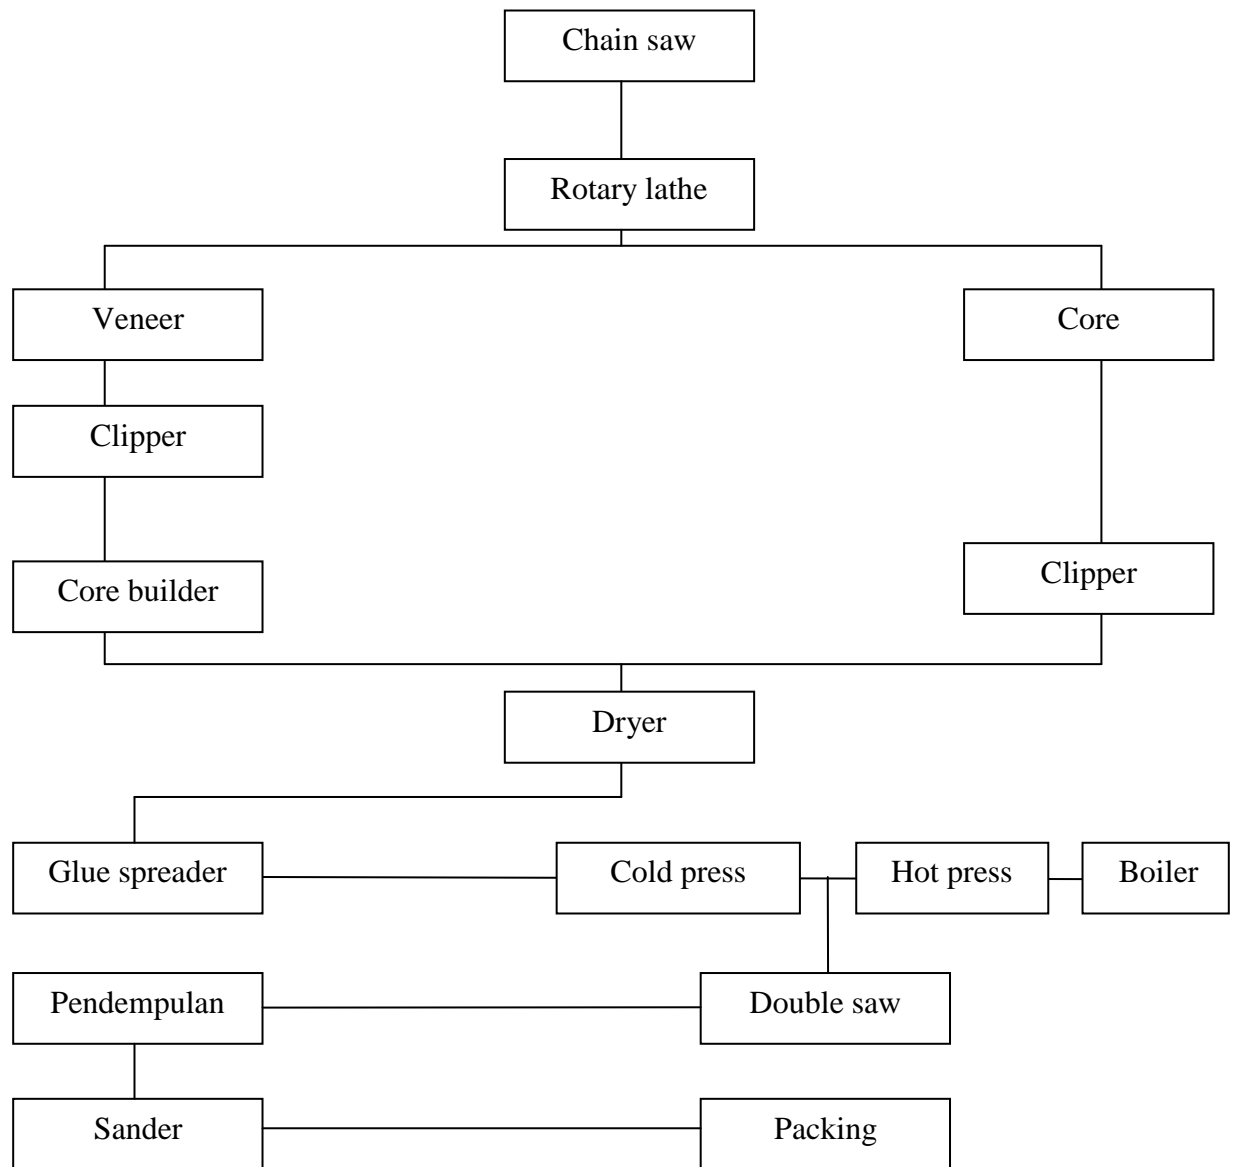 Chain saw
Rotary lathe
Veneer
Core
Clipper
Core builder
Clipper
Dryer
Glue spreader
Cold press
Hot press
Boiler
Pendempulan
Double saw
Sander
Packing